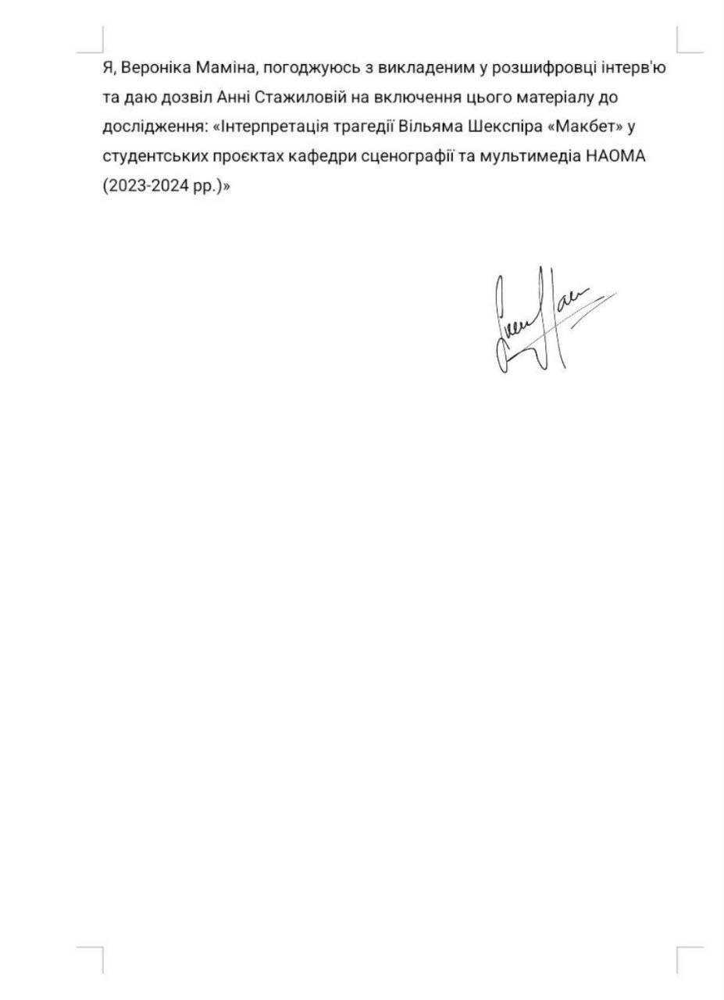 Я, Вероніка Маміна, погоджуюсь з викладеним у розшифровці інтерв'ю
та даю дозвіл Анні Стажиловій на включення цього матеріалу до
дослідження: «Інтерпретація трагедії Вільяма Шекспіра «Макбет» у
студентських проєктах кафедри сценографії та мультимедіа НАОМА
(2023-2024 рр.)»